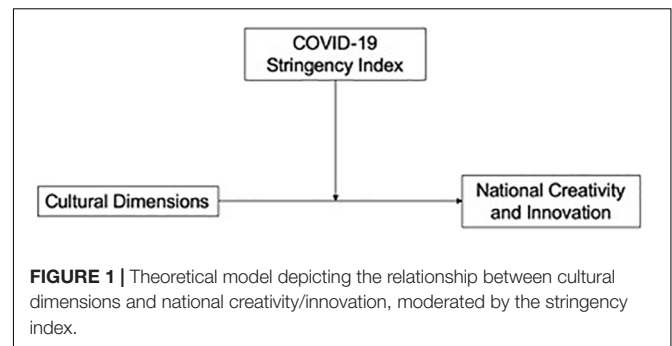 COVID-19
Stringency Index
Cultural Dimensions
National Creativity
and Innovation
FIGURE 1 | Theoretical model depicting the relationship between cultural
dimensions and national creativity/innovation, moderated by the stringency
index.